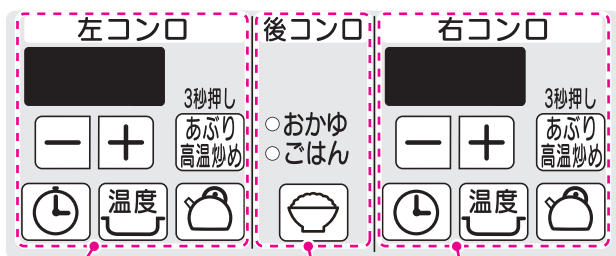 左コンロ
3秒押し
− ＋ あぶり
高温炒め
温度
後コンロ
おかゆ
ごはん
右コンロ
3秒押し
− ＋ あぶり
高温炒め
温度